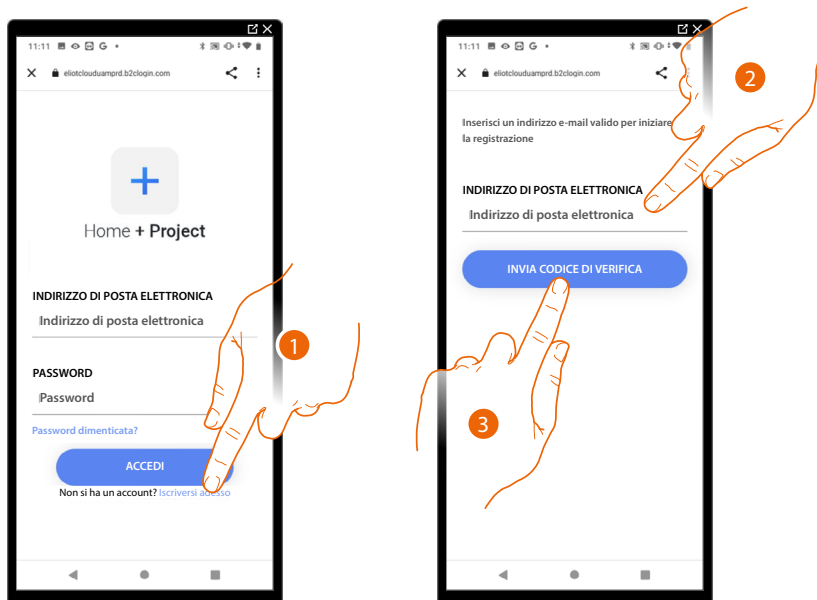 11:11 G
eliotclouduamprd.b2clogin.com
Home + Project
INDIRIZZO DI POSTA ELETTRONICA
Indirizzo di posta elettronica
PASSWORD
Password
Password dimenticata?
ACCEDI
Non si ha un account? Iscriversi adesso
1
11:11 G
eliotclouduamprd.b2clogin.com
Inserisci un indirizzo e-mail valido per iniziare
la registrazione
INDIRIZZO DI POSTA ELETTRONICA
Indirizzo di posta elettronica
INVIA CODICE DI VERIFICA
2
3